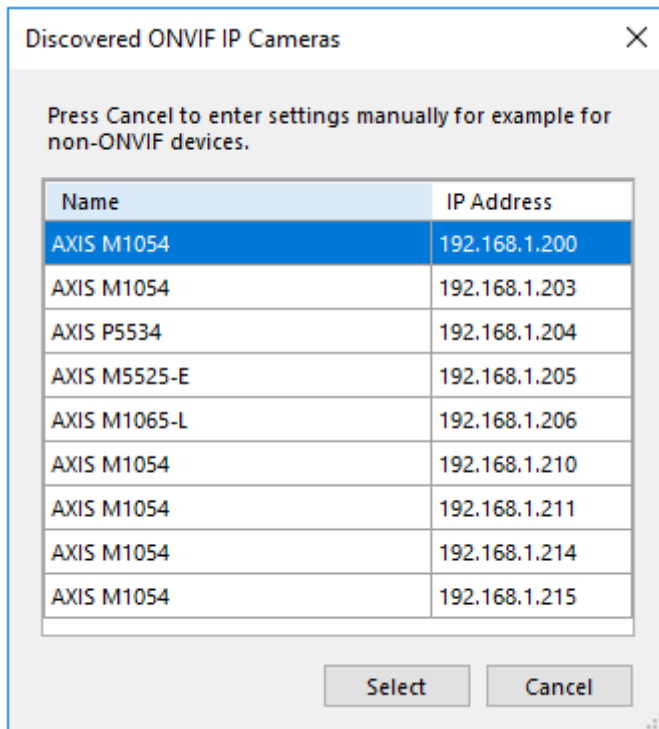 Discovered ONVIF IP Cameras
Press Cancel to enter settings manually for example for
non-ONVIF devices.
Name IP Address
AXIS M1054 192.168.1.200
AXIS M1054 192.168.1.203
AXIS P5534 192.168.1.204
AXIS M5525-E 192.168.1.205
AXIS M1065-L 192.168.1.206
AXIS M1054 192.168.1.210
AXIS M1054 192.168.1.211
AXIS M1054 192.168.1.214
AXIS M1054 192.168.1.215
Select Cancel